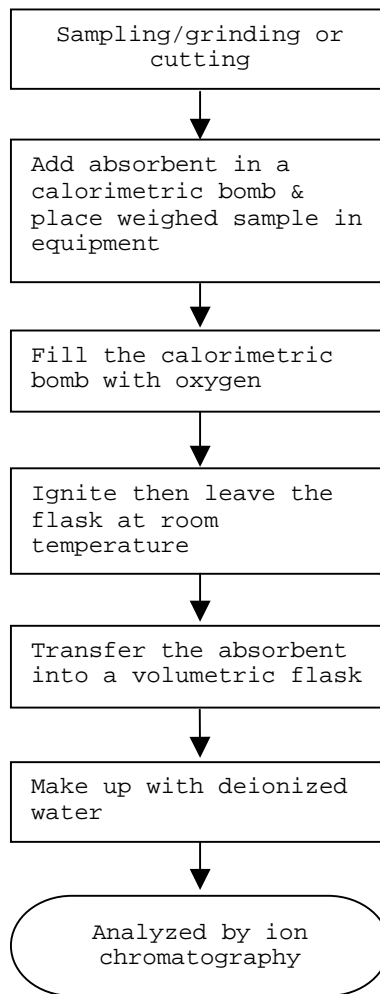 Sampling/grinding or
cutting
Add absorbent in a
calorimetric bomb &
place weighed sample in
equipment
Fill the calorimetric
bomb with oxygen
Ignite then leave the
flask at room
temperature
Transfer the absorbent
into a volumetric flask
Make up with deionized
water
Analyzed by ion
chromatography